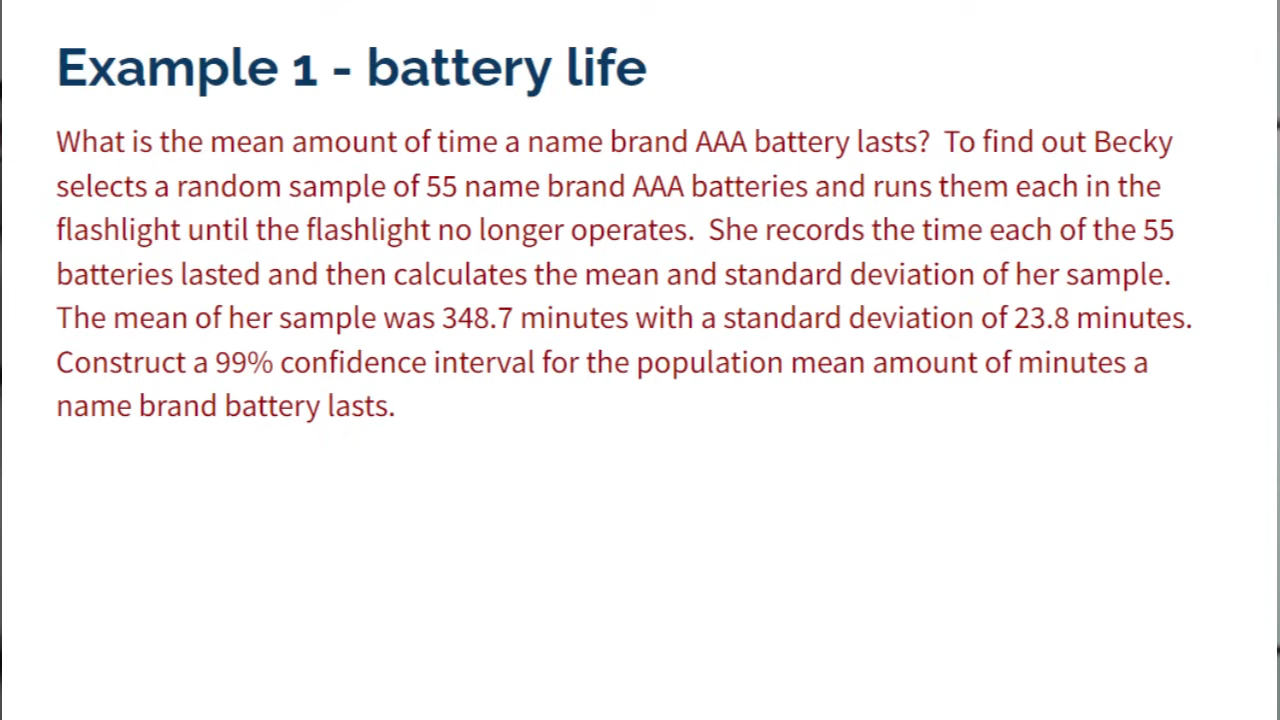 Example 1 - battery life
What is the mean amount of time a name brand AAA battery lasts?  To find out Becky
selects a random sample of 55 name brand AAA batteries and runs them each in the
flashlight until the flashlight no longer operates.  She records the time each of the 55
batteries lasted and then calculates the mean and standard deviation of her sample.
The mean of her sample was 348.7 minutes with a standard deviation of 23.8 minutes.
Construct a 99% confidence interval for the population mean amount of minutes a
name brand battery lasts.